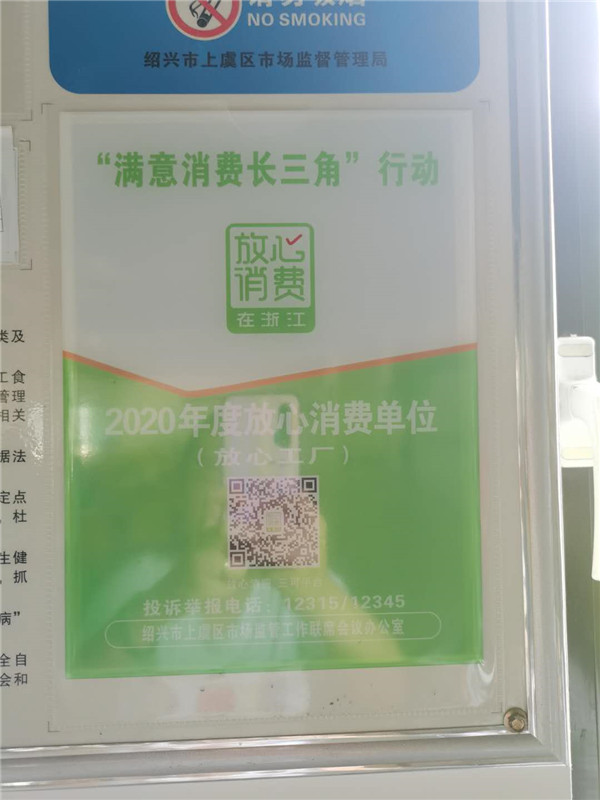 NO SMOKING
绍兴市上虞区市场监督管理局
“满意消费长三角”行动
放心
消费
在浙江
2020年度放心消费单位
（放心工厂）
投诉举报电话：12315/12345
绍兴市上虞区市场监管工作联席会议办公室
类及
工食
管理
相关
据法
定点
，杜
生健
，抓
病”
全自
会和